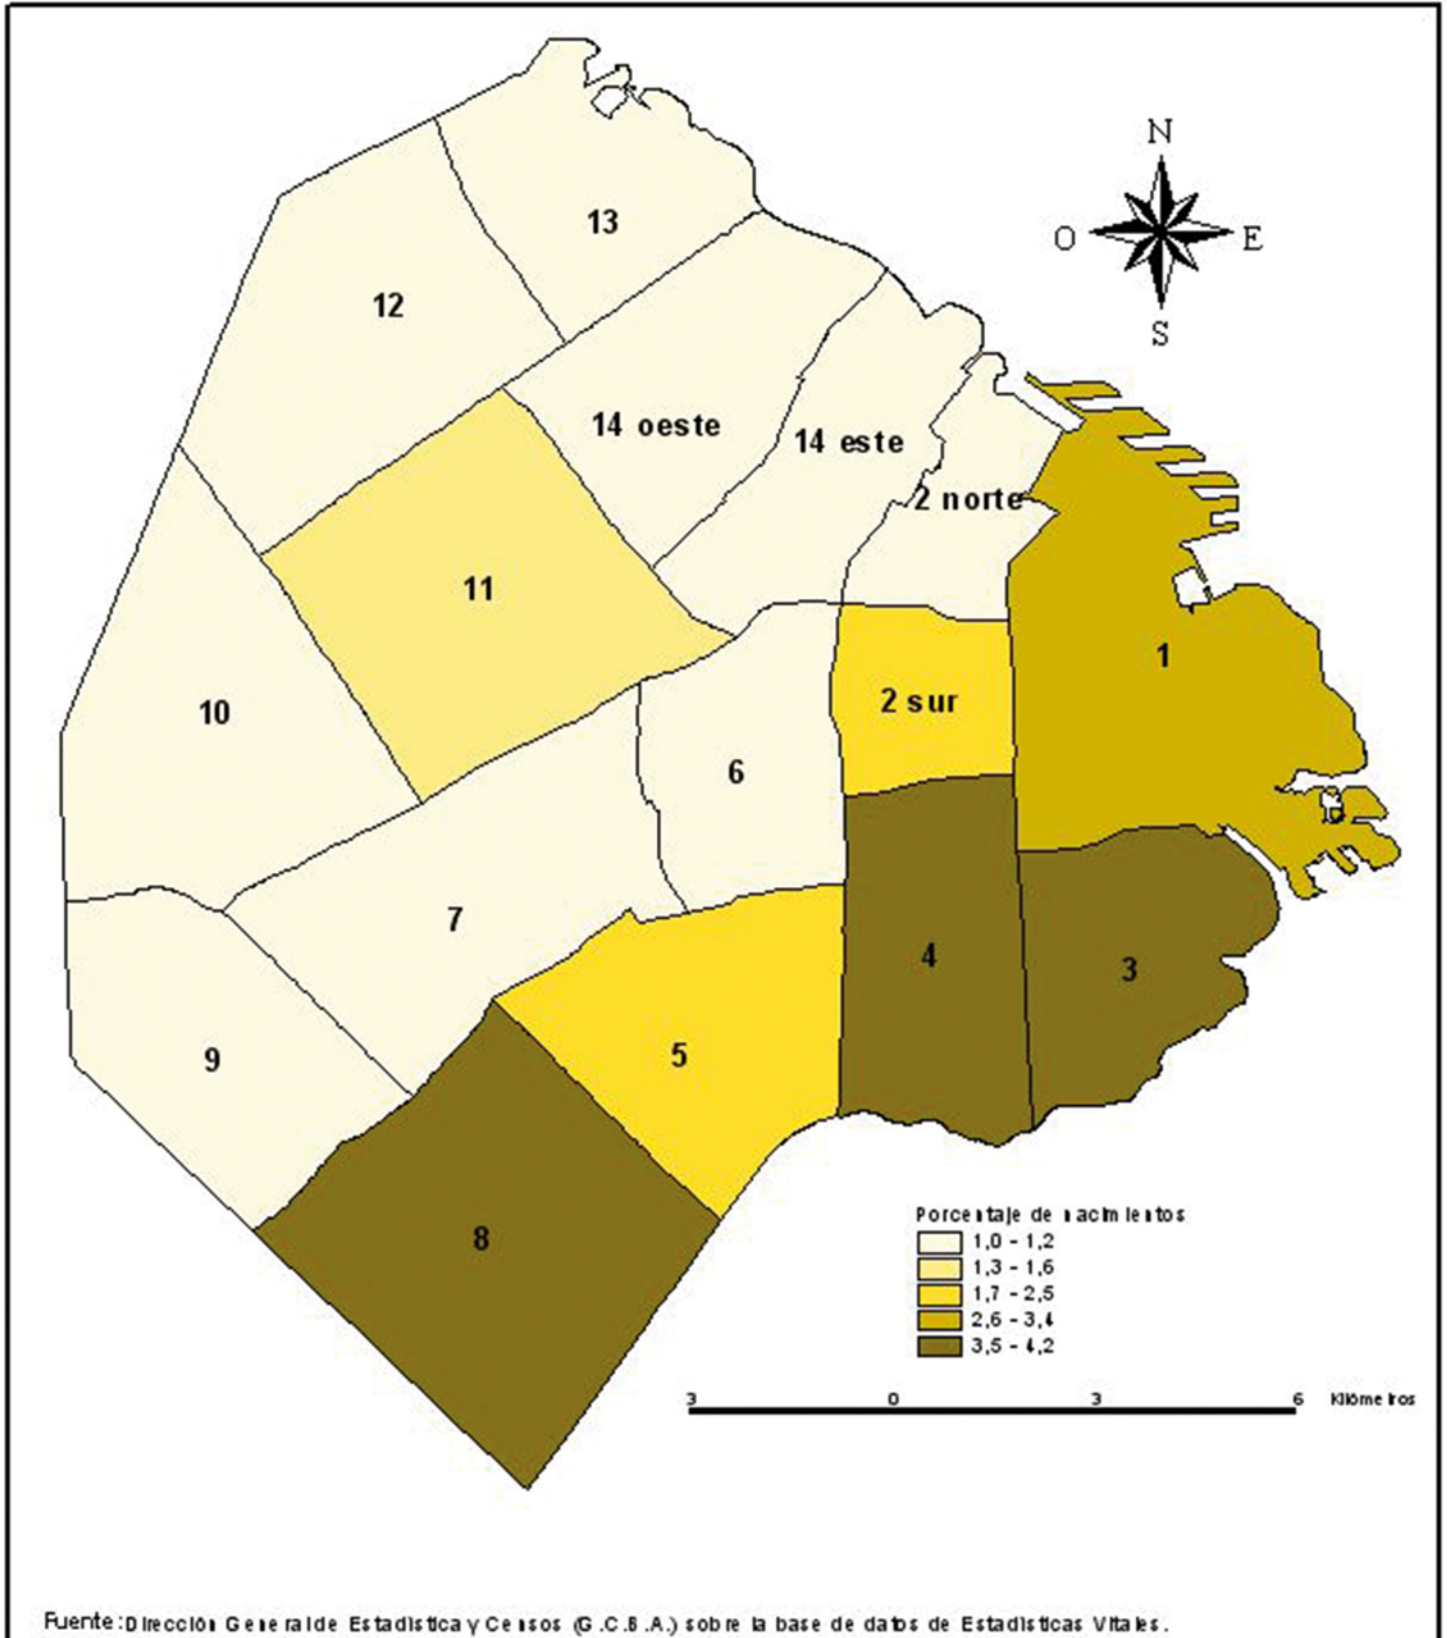 N
O E
S
13
12
14 oeste
14 este
2 norte
11
1
2 sur
10
6
7
4
3
5
9
8
Porcentaje de nacimientos
1,0 - 1,2
1,3 - 1,6
1,7 - 2,5
2,6 - 3,4
3,5 - 4,2
3 0 3 6 Kilómetros
Fuente: Dirección General de Estadística y Censos (G.C.B.A.) sobre la base de datos de Estadísticas Vitales.